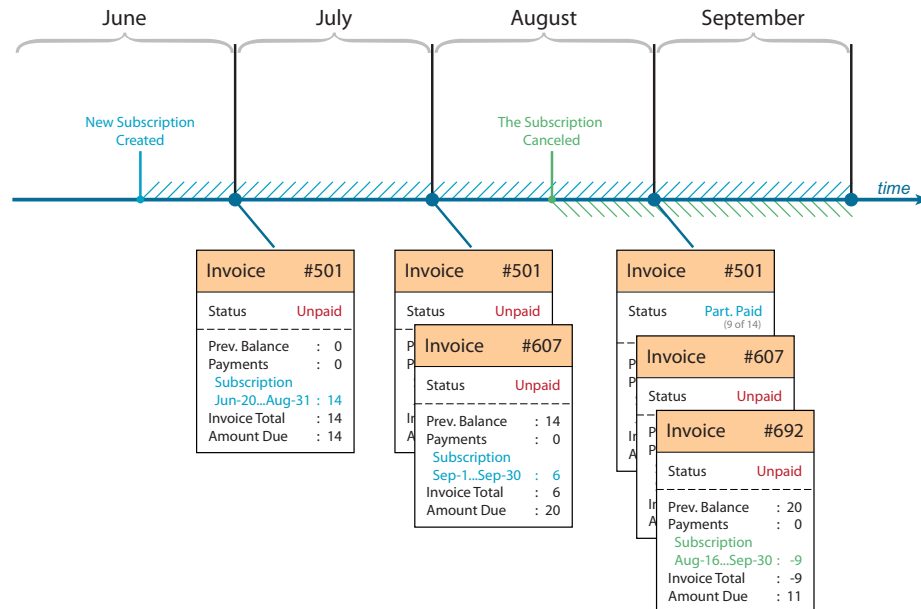 June
July
August
September
New Subscription
Created
The Subscription
Canceled
time
Invoice #501
Status Unpaid
Prev. Balance : 0
Payments : 0
Subscription
Jun-20...Aug-31 : 14
Invoice Total : 14
Amount Due : 14
Invoice #501
Status Unpaid
Invoice #607
Status Unpaid
Prev. Balance : 14
Payments : 0
Subscription
Sep-1...Sep-30 : 6
Invoice Total : 6
Amount Due : 20
Invoice #501
Status Part. Paid
(9 of 14)
Invoice #607
Status Unpaid
Invoice #692
Status Unpaid
Prev. Balance : 20
Payments : 0
Subscription
Aug-16...Sep-30 : -9
Invoice Total : -9
Amount Due : 11